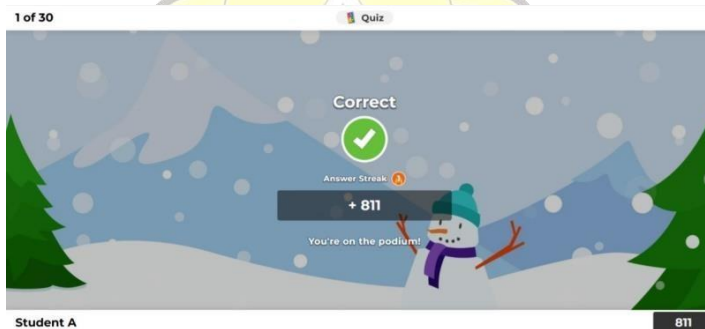 1 of 30
Quiz
Correct
Answer Streak 1
+ 811
You're on the podium!
Student A
811